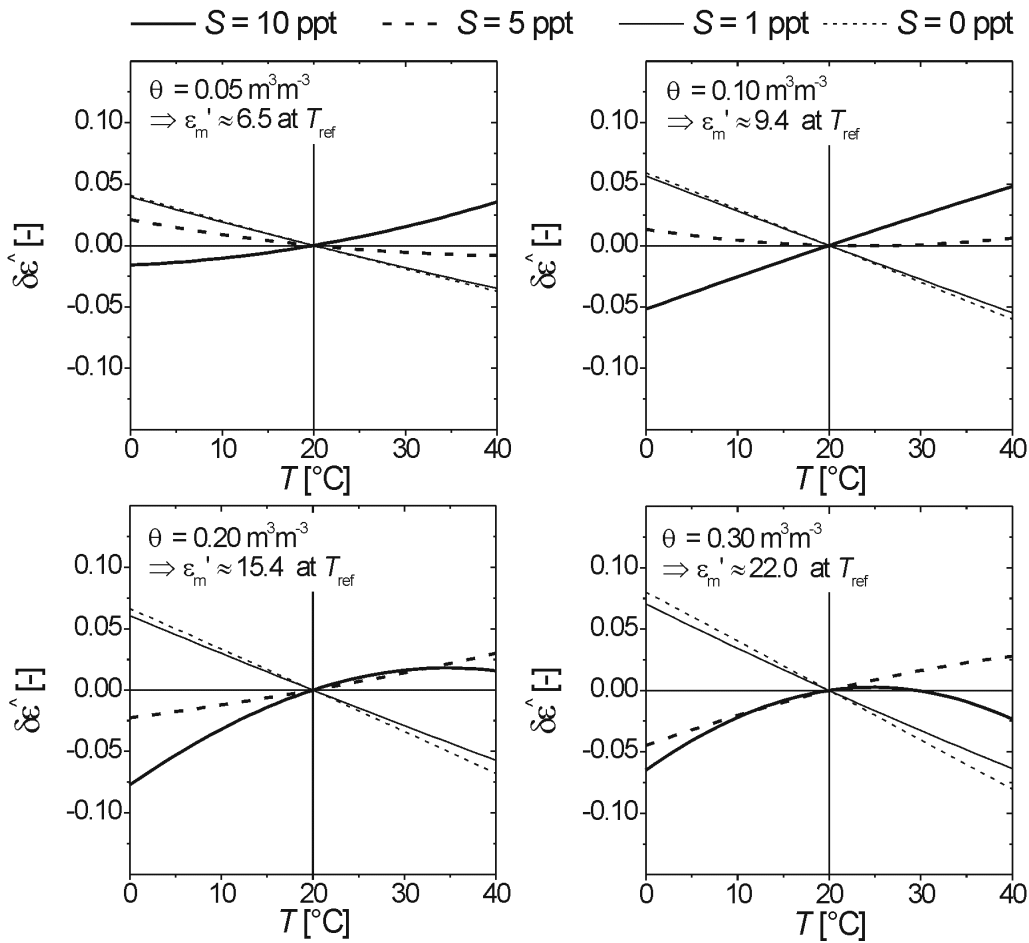 S = 10 ppt S = 5 ppt S = 1 ppt S = 0 ppt
θ = 0.05 m³m⁻³
⇒ εₘ' ≈ 6.5 at T_ref
0.10
0.05
0.00
-0.05
-0.10
δε̂ [-]
0 10 20 30 40
T [°C]
θ = 0.10 m³m⁻³
⇒ εₘ' ≈ 9.4 at T_ref
0.10
0.05
0.00
-0.05
-0.10
δε̂ [-]
0 10 20 30 40
T [°C]
θ = 0.20 m³m⁻³
⇒ εₘ' ≈ 15.4 at T_ref
0.10
0.05
0.00
-0.05
-0.10
δε̂ [-]
0 10 20 30 40
T [°C]
θ = 0.30 m³m⁻³
⇒ εₘ' ≈ 22.0 at T_ref
0.10
0.05
0.00
-0.05
-0.10
δε̂ [-]
0 10 20 30 40
T [°C]